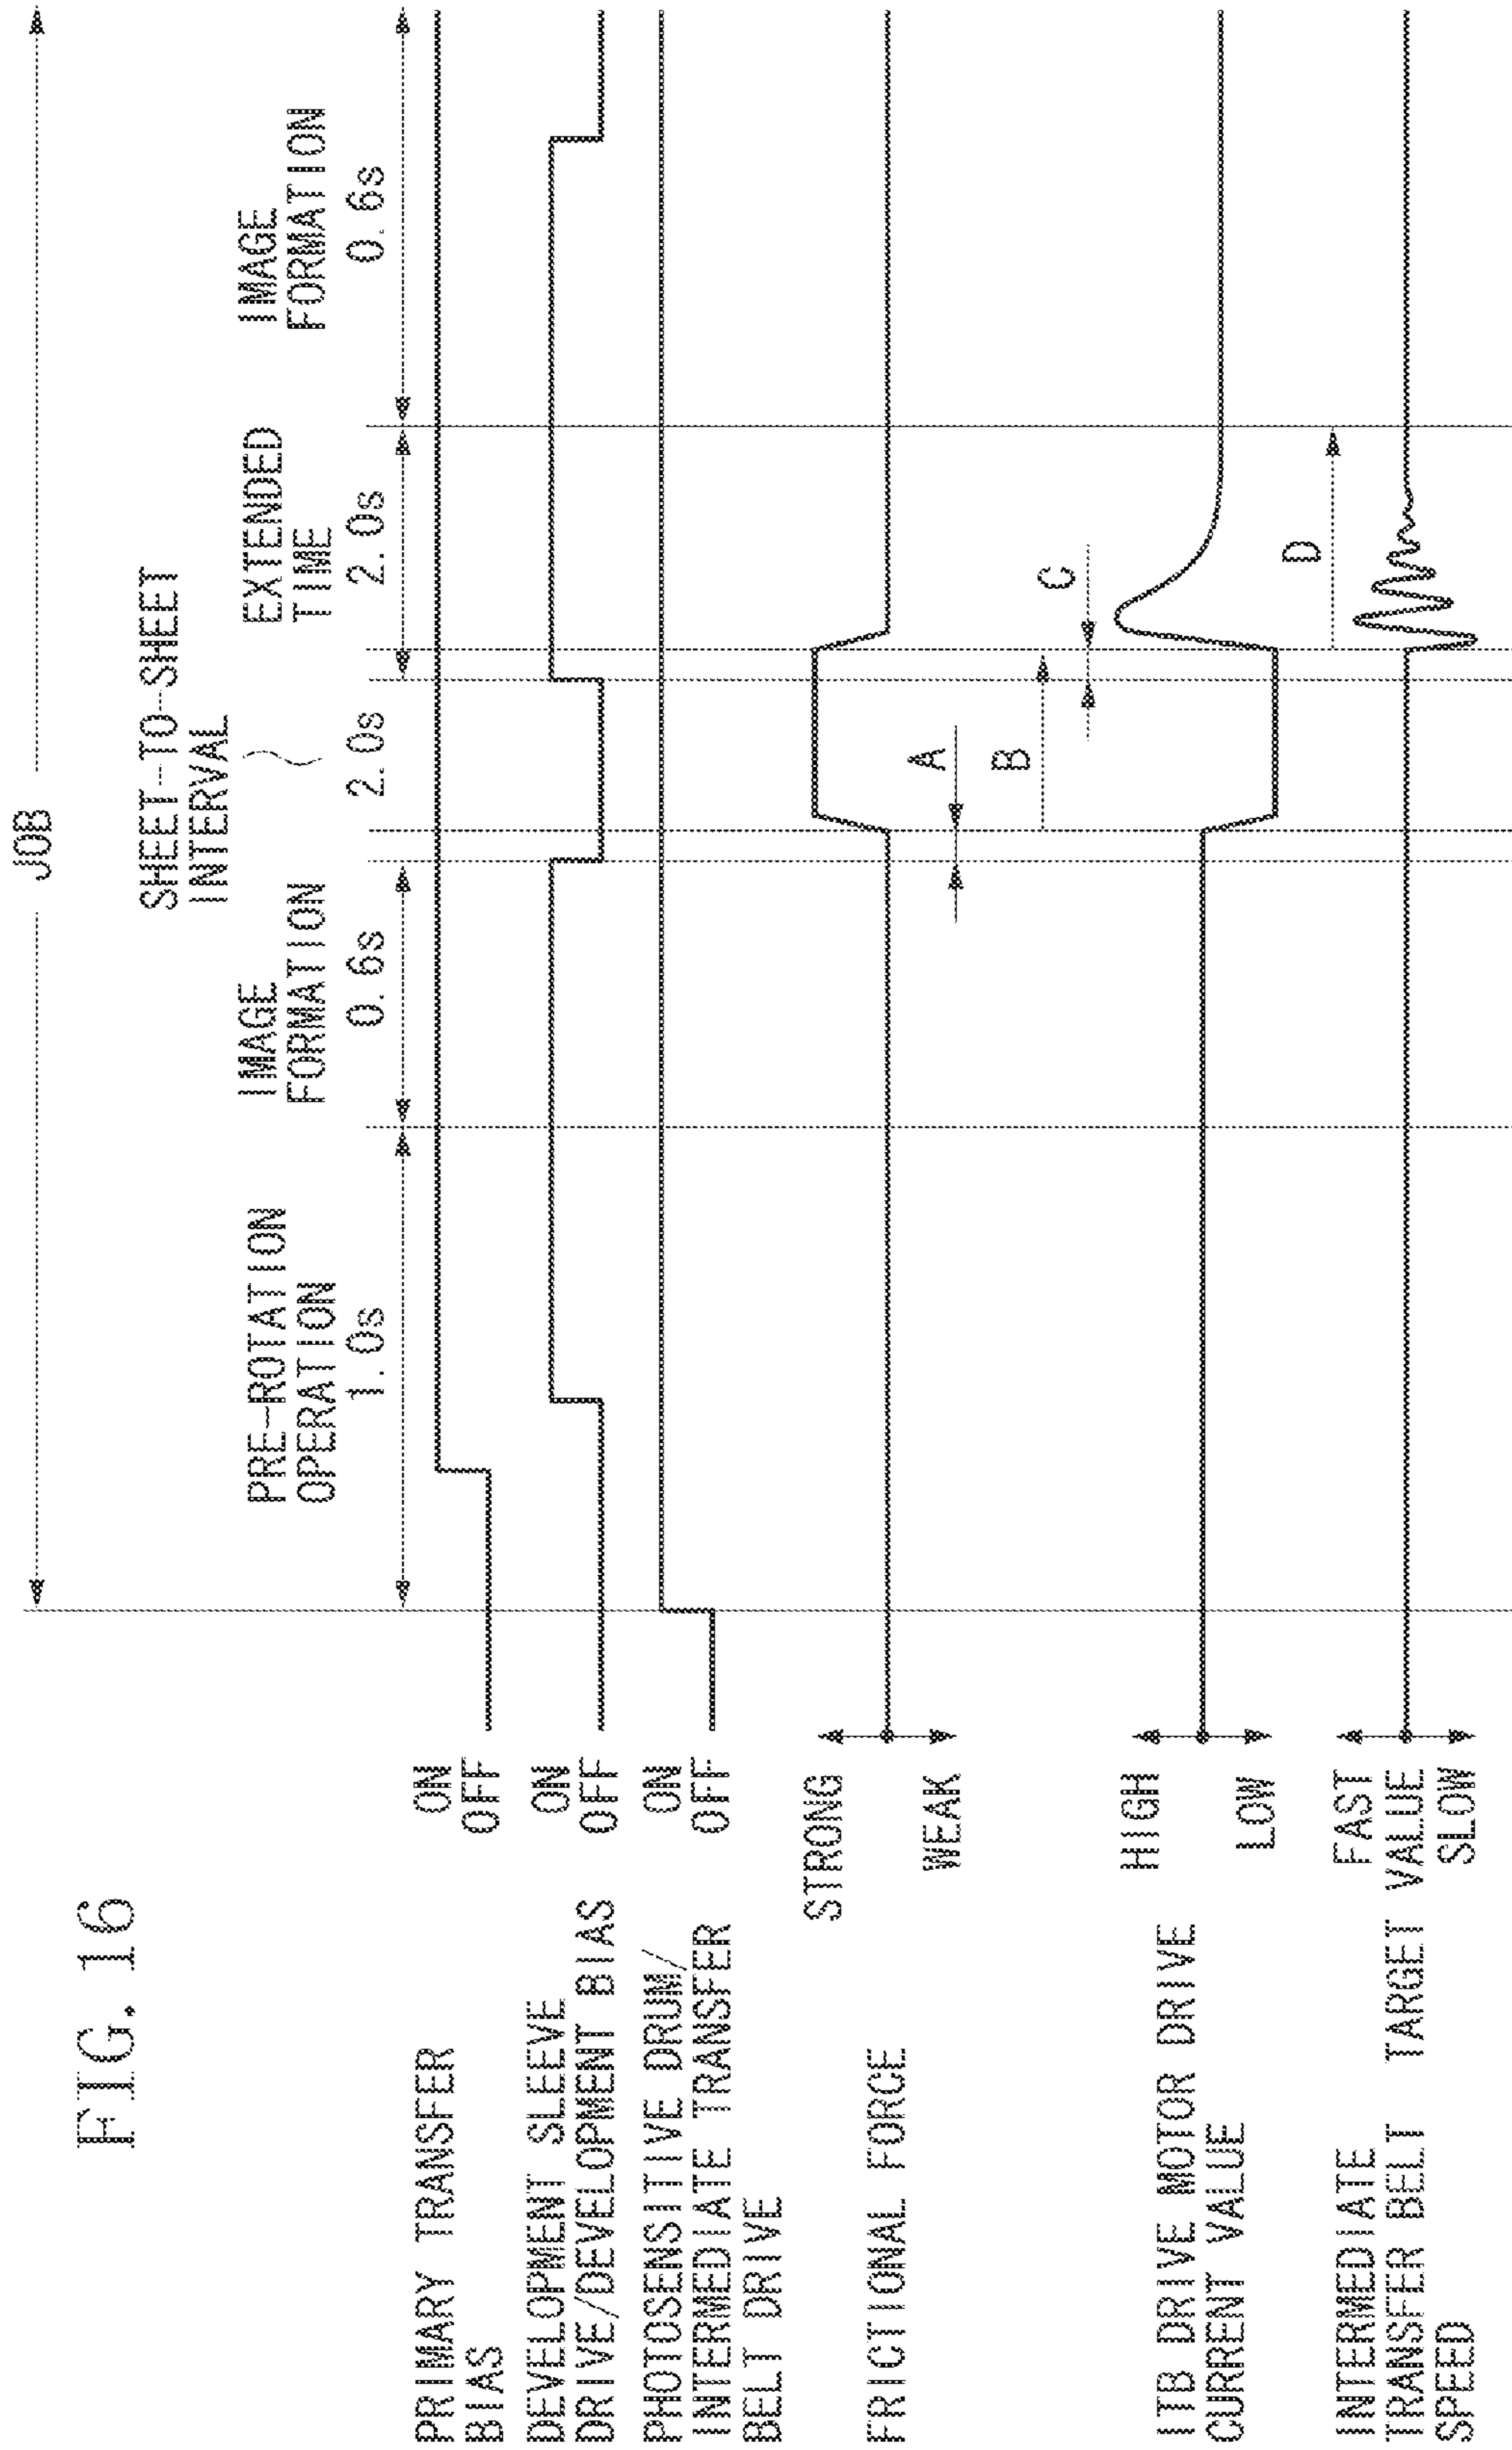 FIG. 16
JOB
SHEET-TO-SHEET
INTERVAL
PRE-ROTATION
OPERATION
1.0s
IMAGE
FORMATION
0.6s
2.0s
EXTENDED
TIME
2.0s
IMAGE
FORMATION
0.6s
PRIMARY TRANSFER
BIAS
ON
OFF
DEVELOPMENT SLEEVE
DRIVE/DEVELOPMENT BIAS
ON
OFF
PHOTOSENSITIVE DRUM/
INTERMEDIATE TRANSFER
BELT DRIVE
ON
OFF
FRICTIONAL FORCE
STRONG
WEAK
A
B
C
ITB DRIVE MOTOR DRIVE
CURRENT VALUE
HIGH
LOW
D
INTERMEDIATE
TRANSFER BELT
SPEED
FAST
TARGET VALUE
SLOW